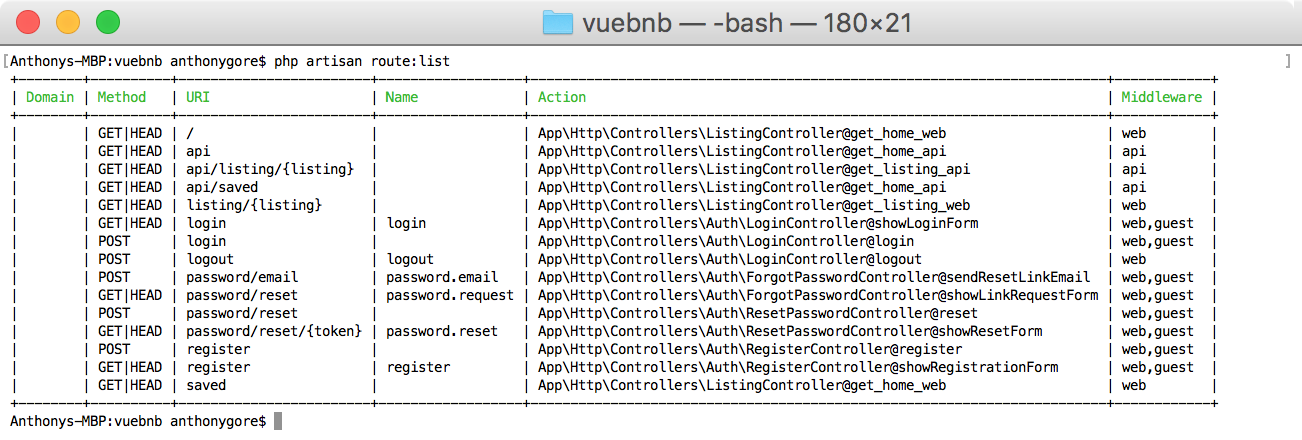 vuebnb — -bash — 180×21
[Anthonys-MBP:vuebnb anthonygore$ php artisan route:list ]
+--------+----------+------------------------+------------------+------------------------------------------------------------------------+--------------+
| Domain | Method   | URI                    | Name             | Action                                                                 | Middleware |
+--------+----------+------------------------+------------------+------------------------------------------------------------------------+--------------+
|        | GET|HEAD | /                      |                  | App\Http\Controllers\ListingController@get_home_web                    | web        |
|        | GET|HEAD | api                    |                  | App\Http\Controllers\ListingController@get_home_api                    | api        |
|        | GET|HEAD | api/listing/{listing}  |                  | App\Http\Controllers\ListingController@get_listing_api                 | api        |
|        | GET|HEAD | api/saved              |                  | App\Http\Controllers\ListingController@get_home_api                    | api        |
|        | GET|HEAD | listing/{listing}      |                  | App\Http\Controllers\ListingController@get_listing_web                 | web        |
|        | GET|HEAD | login                  | login            | App\Http\Controllers\Auth\LoginController@showLoginForm                | web,guest  |
|        | POST     | login                  |                  | App\Http\Controllers\Auth\LoginController@login                        | web,guest  |
|        | POST     | logout                 | logout           | App\Http\Controllers\Auth\LoginController@logout                       | web        |
|        | POST     | password/email         | password.email   | App\Http\Controllers\Auth\ForgotPasswordController@sendResetLinkEmail  | web,guest  |
|        | GET|HEAD | password/reset         | password.request | App\Http\Controllers\Auth\ForgotPasswordController@showLinkRequestForm | web,guest  |
|        | POST     | password/reset         |                  | App\Http\Controllers\Auth\ResetPasswordController@reset                | web,guest  |
|        | GET|HEAD | password/reset/{token} | password.reset   | App\Http\Controllers\Auth\ResetPasswordController@showResetForm        | web,guest  |
|        | POST     | register               |                  | App\Http\Controllers\Auth\RegisterController@register                  | web,guest  |
|        | GET|HEAD | register               | register         | App\Http\Controllers\Auth\RegisterController@showRegistrationForm      | web,guest  |
|        | GET|HEAD | saved                  |                  | App\Http\Controllers\ListingController@get_home_web                    | web        |
+--------+----------+------------------------+------------------+------------------------------------------------------------------------+--------------+
Anthonys-MBP:vuebnb anthonygore$